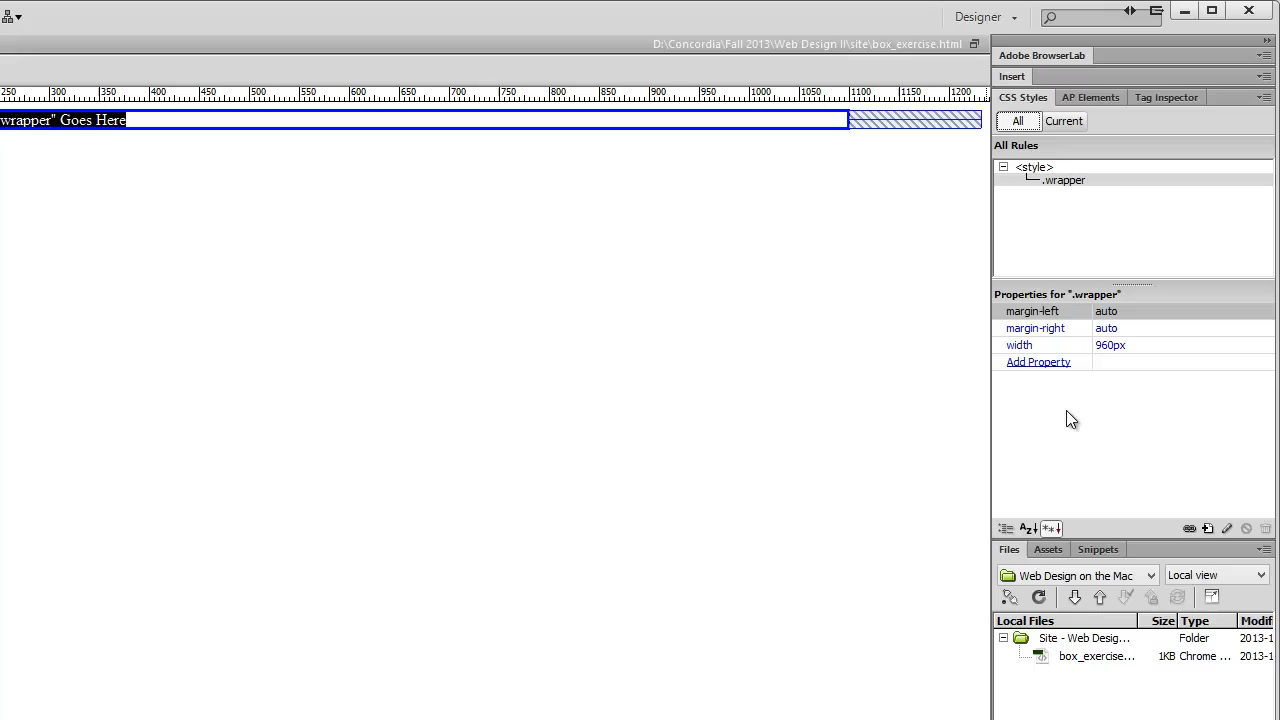 Designer
D:\Concordia\Fall 2013\Web Design II\site\box_exercise.html
Adobe BrowserLab
Insert
250 300 350 400 450 500 550 600 650 700 750 800 850 900 950 1000 1050 1100 1150 1200
CSS Styles AP Elements Tag Inspector
wrapper" Goes Here
All Current
All Rules
<style>
.wrapper
Properties for ".wrapper"
margin-left auto
margin-right auto
width 960px
Add Property
Files Assets Snippets
Web Design on the Mac Local view
Local Files Size Type Modif
Site - Web Desig... Folder 2013-1
box_exercise... 1KB Chrome ... 2013-1